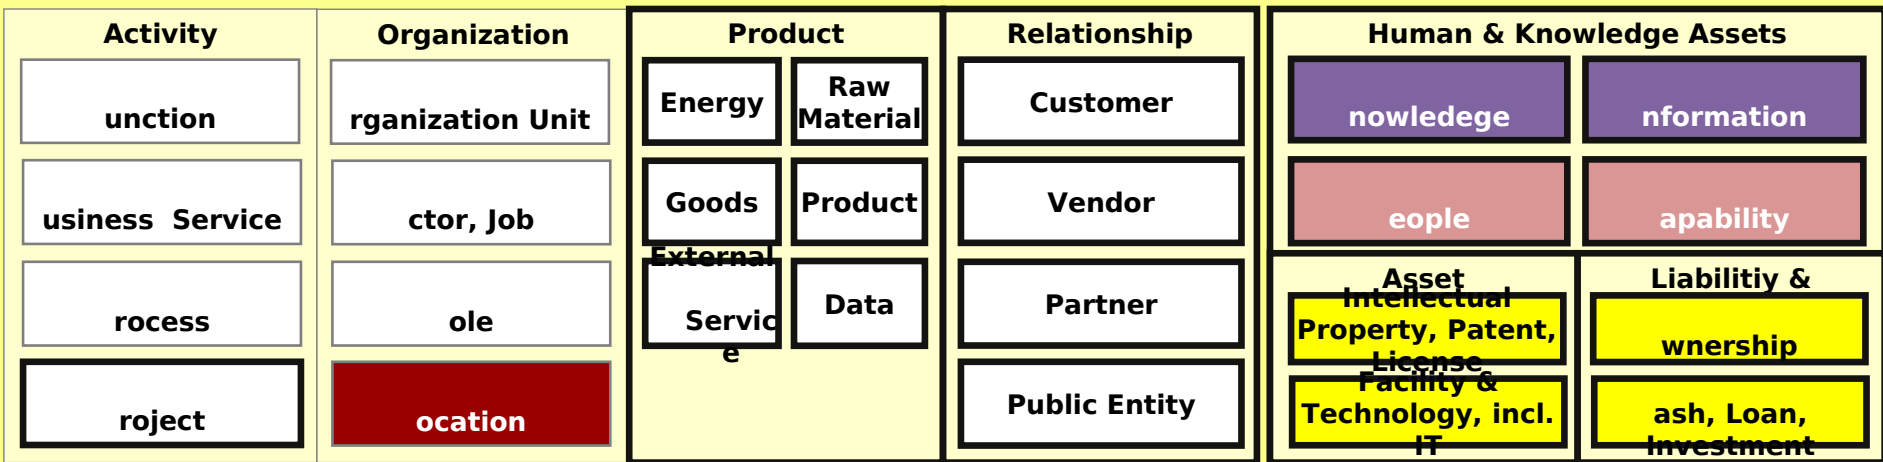 Activity
unction
usiness  Service
rocess
roject
Organization
rganization Unit
ctor, Job
ole
ocation
Product
Energy
Raw
Material
Goods
Product
External
Servic
e
Data
Relationship
Customer
Vendor
Partner
Public Entity
Human & Knowledge Assets
nowledege
nformation
eople
apability
Asset
Intellectual
Property, Patent,
License
Facility &
Technology, incl.
IT
Liabilitiy &
wnership
ash, Loan,
Investment